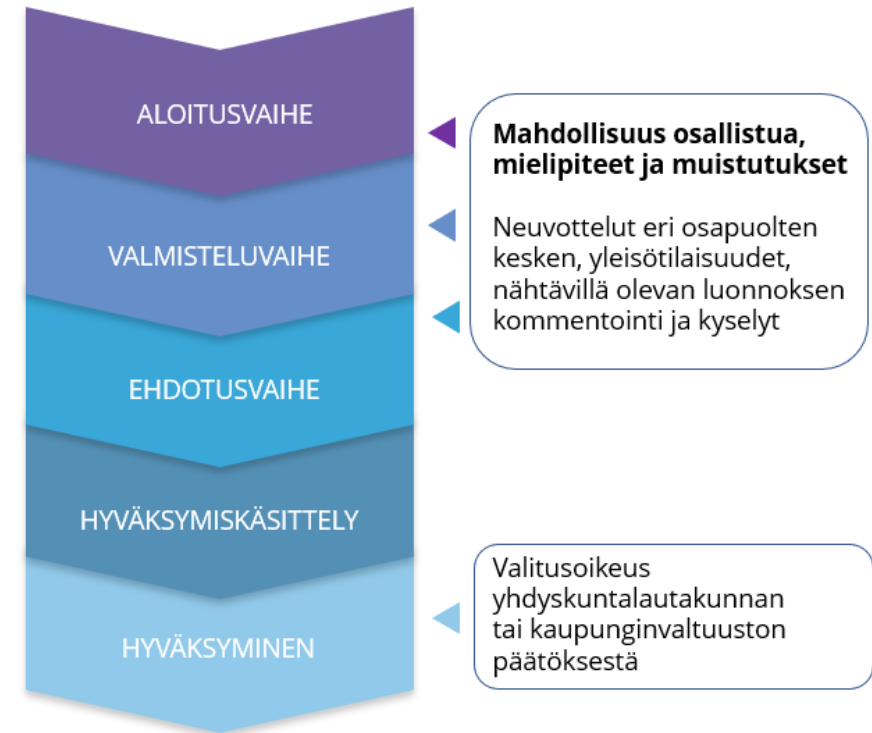 ALOITUSVAIHE
Mahdollisuus osallistua,
mielipiteet ja muistutukset
Neuvottelut eri osapuolten
kesken, yleisötilaisuudet,
nähtävillä olevan luonnoksen
kommentointi ja kyselyt
VALMISTELUVAIHE
EHDOTUSVAIHE
HYVÄKSYMISKÄSITTELY
HYVÄKSYMINEN
Valitusoikeus
yhdyskuntalautakunnan
tai kaupunginvaltuuston
päätöksestä